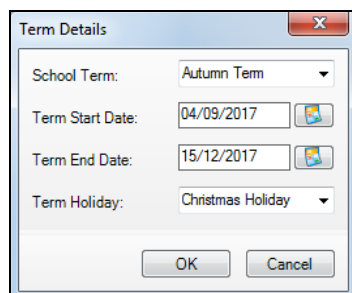 Term Details
School Term: Autumn Term
Term Start Date: 04/09/2017
Term End Date: 15/12/2017
Term Holiday: Christmas Holiday
OK Cancel